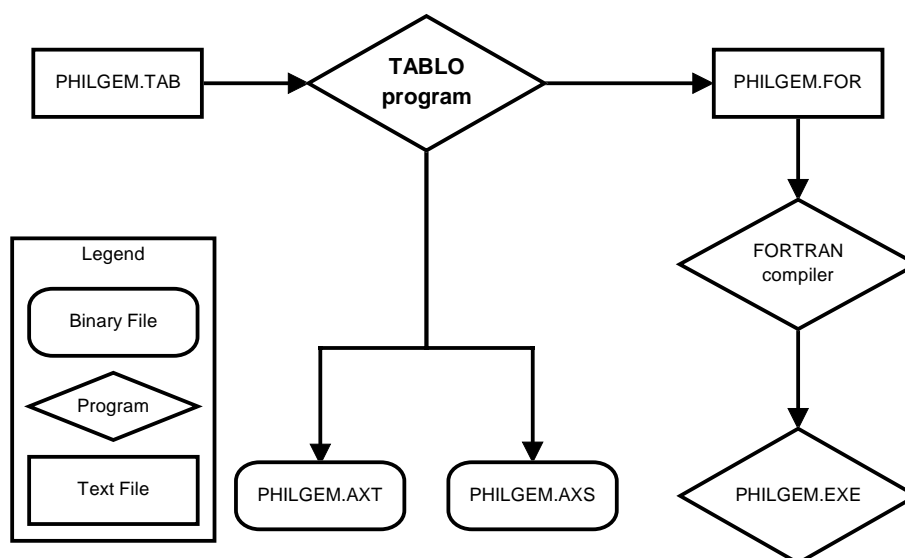 PHILGEM.TAB
TABLO
program
PHILGEM.FOR
FORTRAN
compiler
Legend
Binary File
Program
Text File
PHILGEM.AXT
PHILGEM.AXS
PHILGEM.EXE